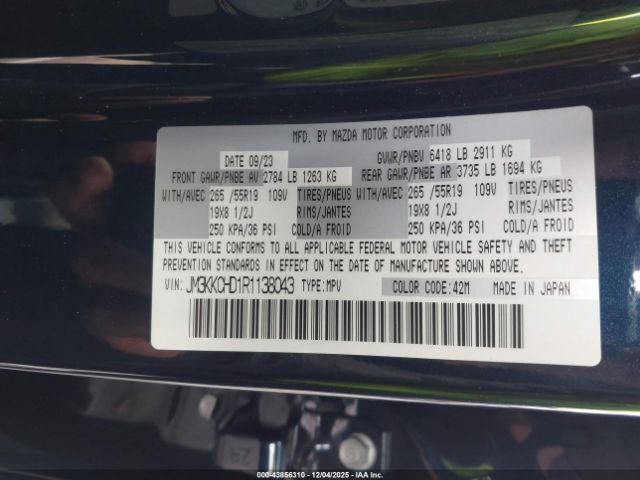 MFD. BY MAZDA MOTOR CORPORATION
DATE 09/23 GVWR/PNBV 6418 LB 2911 KG
FRONT GAWR/PNBE AV 2784 LB 1263 KG REAR GAWR/PNBE AR 3735 LB 1694 KG
WITH/AVEC 265 /55R19 109V TIRES/PNEUS WITH/AVEC 265 /55R19 109V TIRES/PNEUS
19X8 1/2J RIMS/JANTES 19X8 1/2J RIMS/JANTES
250 KPA/36 PSI COLD/A FROID 250 KPA/36 PSI COLD/A FROID
THIS VEHICLE CONFORMS TO ALL APPLICABLE FEDERAL MOTOR VEHICLE SAFETY AND THEFT
PREVENTION STANDARDS IN EFFECT ON THE DATE OF MANUFACTURE SHOWN ABOVE.
VIN: JM3KKCHD1R1138043 TYPE:MPV COLOR CODE:42M MADE IN JAPAN
© IAA 00-43856310 - 12/04/2025 - © IAA